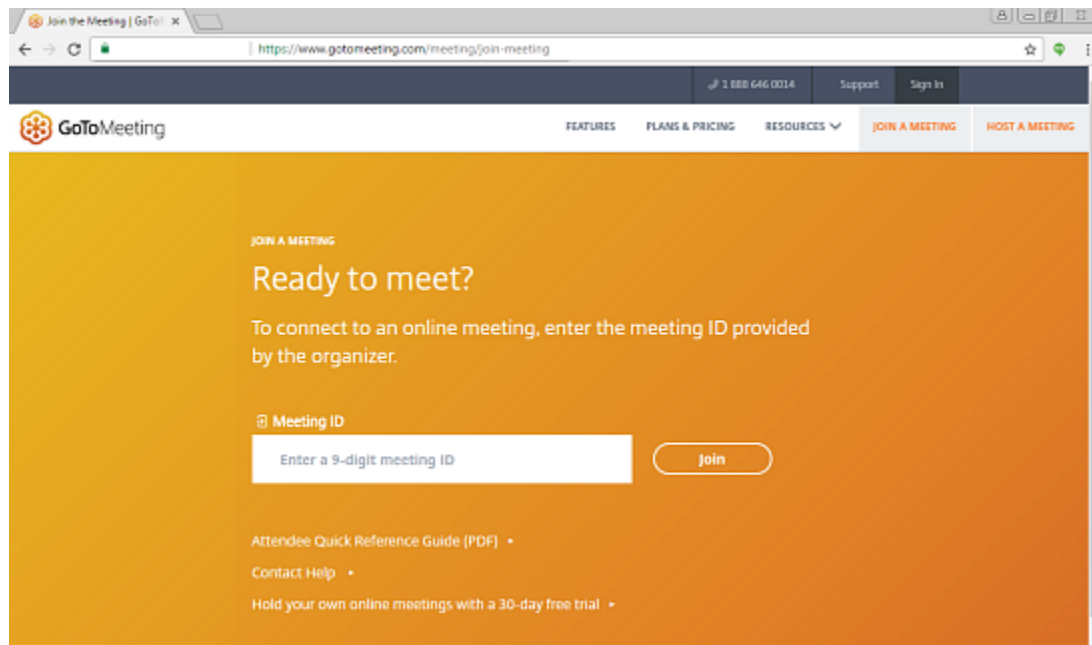 Join the Meeting | GoTo
https://www.gotomeeting.com/meeting/join-meeting
1 888 646 0014 Support Sign In
GoToMeeting FEATURES PLANS & PRICING RESOURCES JOIN A MEETING HOST A MEETING
JOIN A MEETING
Ready to meet?
To connect to an online meeting, enter the meeting ID provided
by the organizer.
Meeting ID
Enter a 9-digit meeting ID Join
Attendee Quick Reference Guide (PDF)
Contact Help
Hold your own online meetings with a 30-day free trial